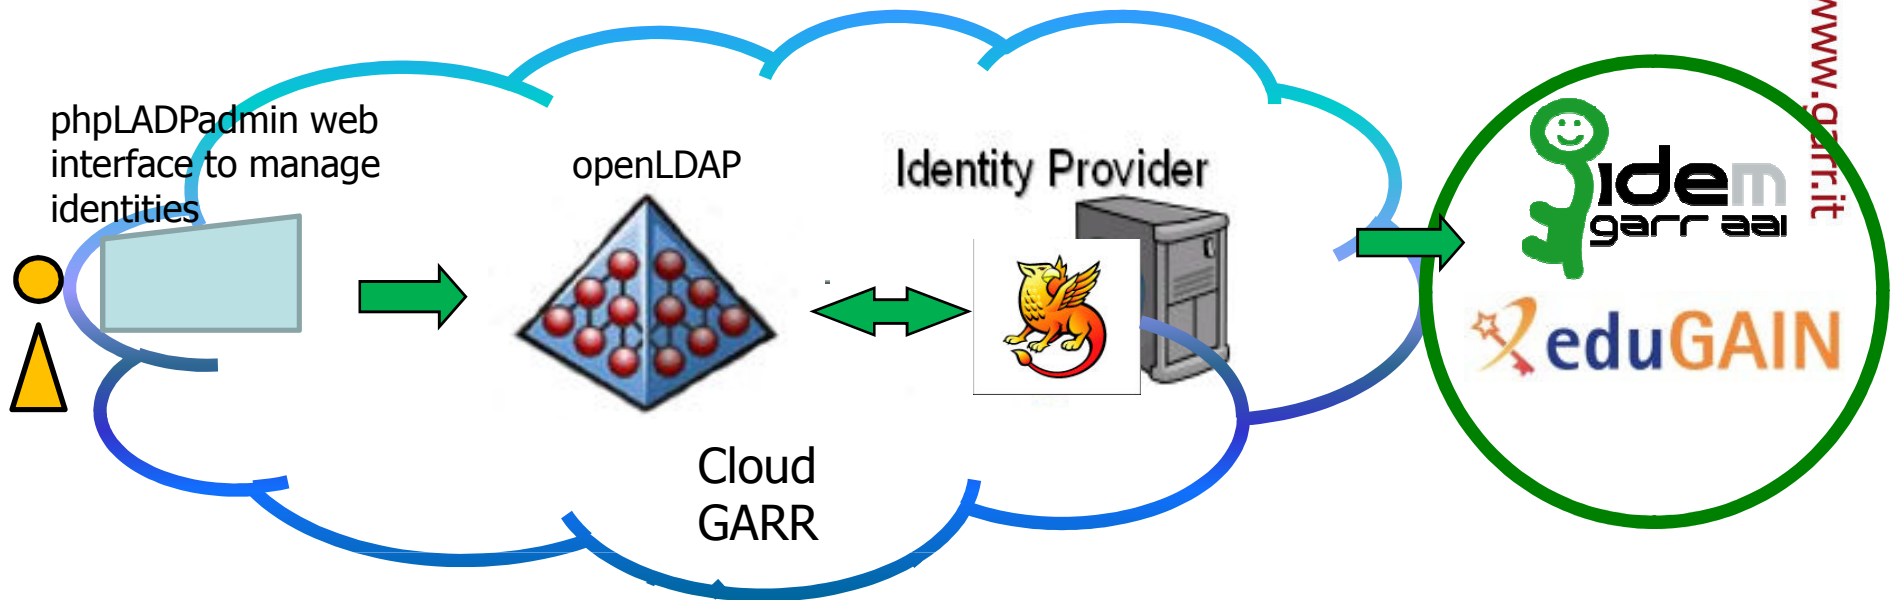 phpLADPadmin web
interface to manage
identities
openLDAP
Identity Provider
Cloud
GARR
idem
garr aai
eduGAIN
www.garr.it